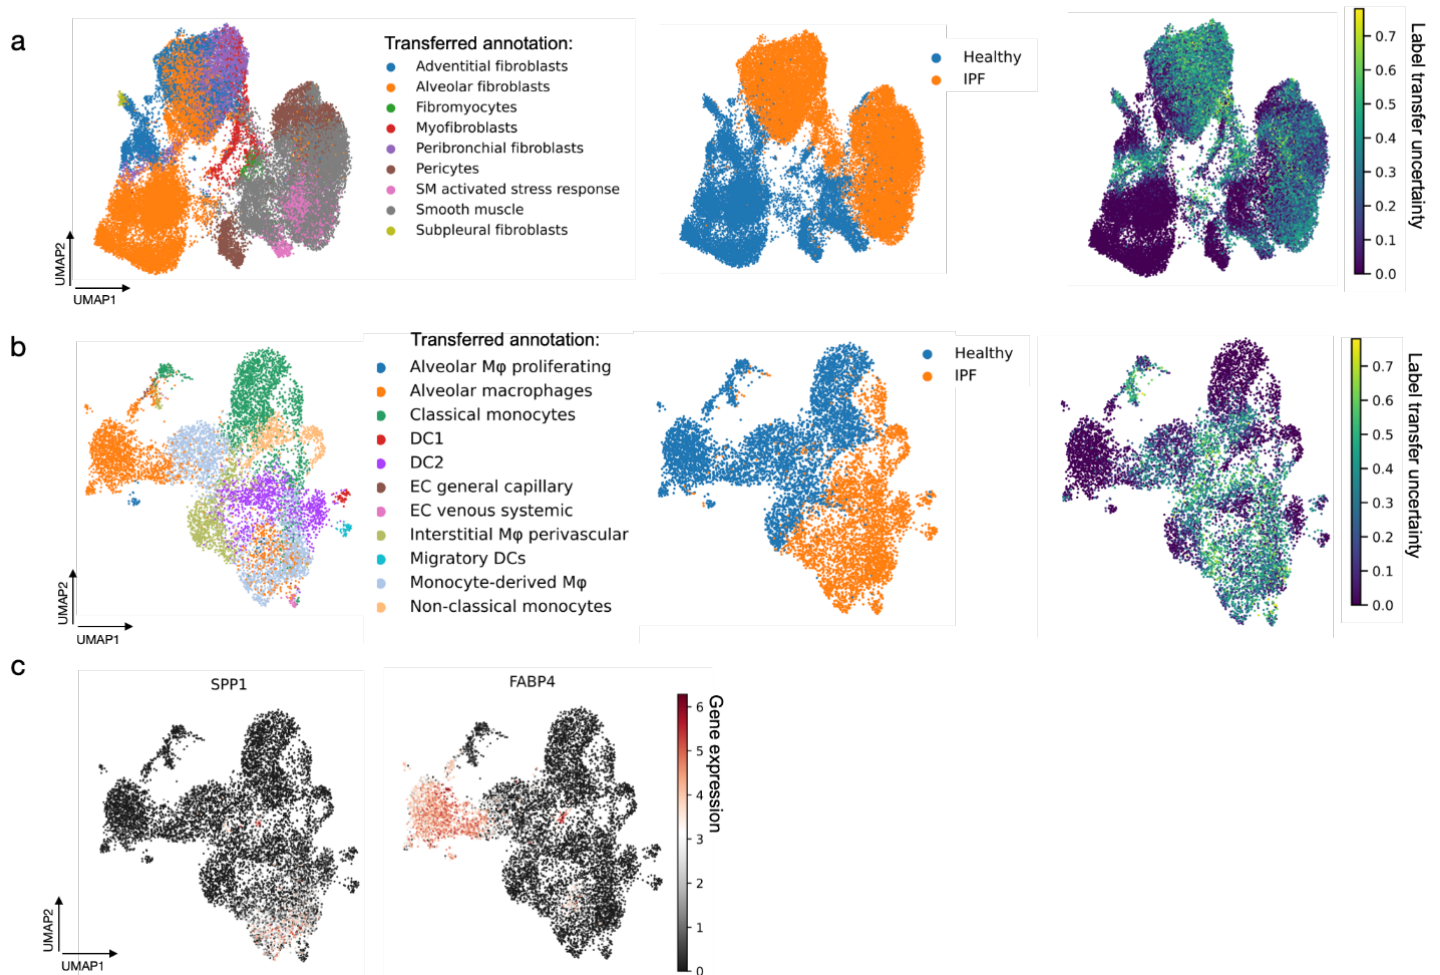 a
Transferred annotation:
Adventitial fibroblasts
Alveolar fibroblasts
Fibromyocytes
Myofibroblasts
Peribronchial fibroblasts
Pericytes
SM activated stress response
Smooth muscle
Subpleural fibroblasts
UMAP2
UMAP1
Healthy
IPF
0.7
0.6
0.5
0.4
0.3
0.2
0.1
0.0
Label transfer uncertainty
b
Transferred annotation:
Alveolar Mφ proliferating
Alveolar macrophages
Classical monocytes
DC1
DC2
EC general capillary
EC venous systemic
Interstitial Mφ perivascular
Migratory DCs
Monocyte-derived Mφ
Non-classical monocytes
UMAP2
UMAP1
Healthy
IPF
0.7
0.6
0.5
0.4
0.3
0.2
0.1
0.0
Label transfer uncertainty
c
SPP1
FABP4
6
5
4
3
2
1
0
Gene expression
UMAP2
UMAP1